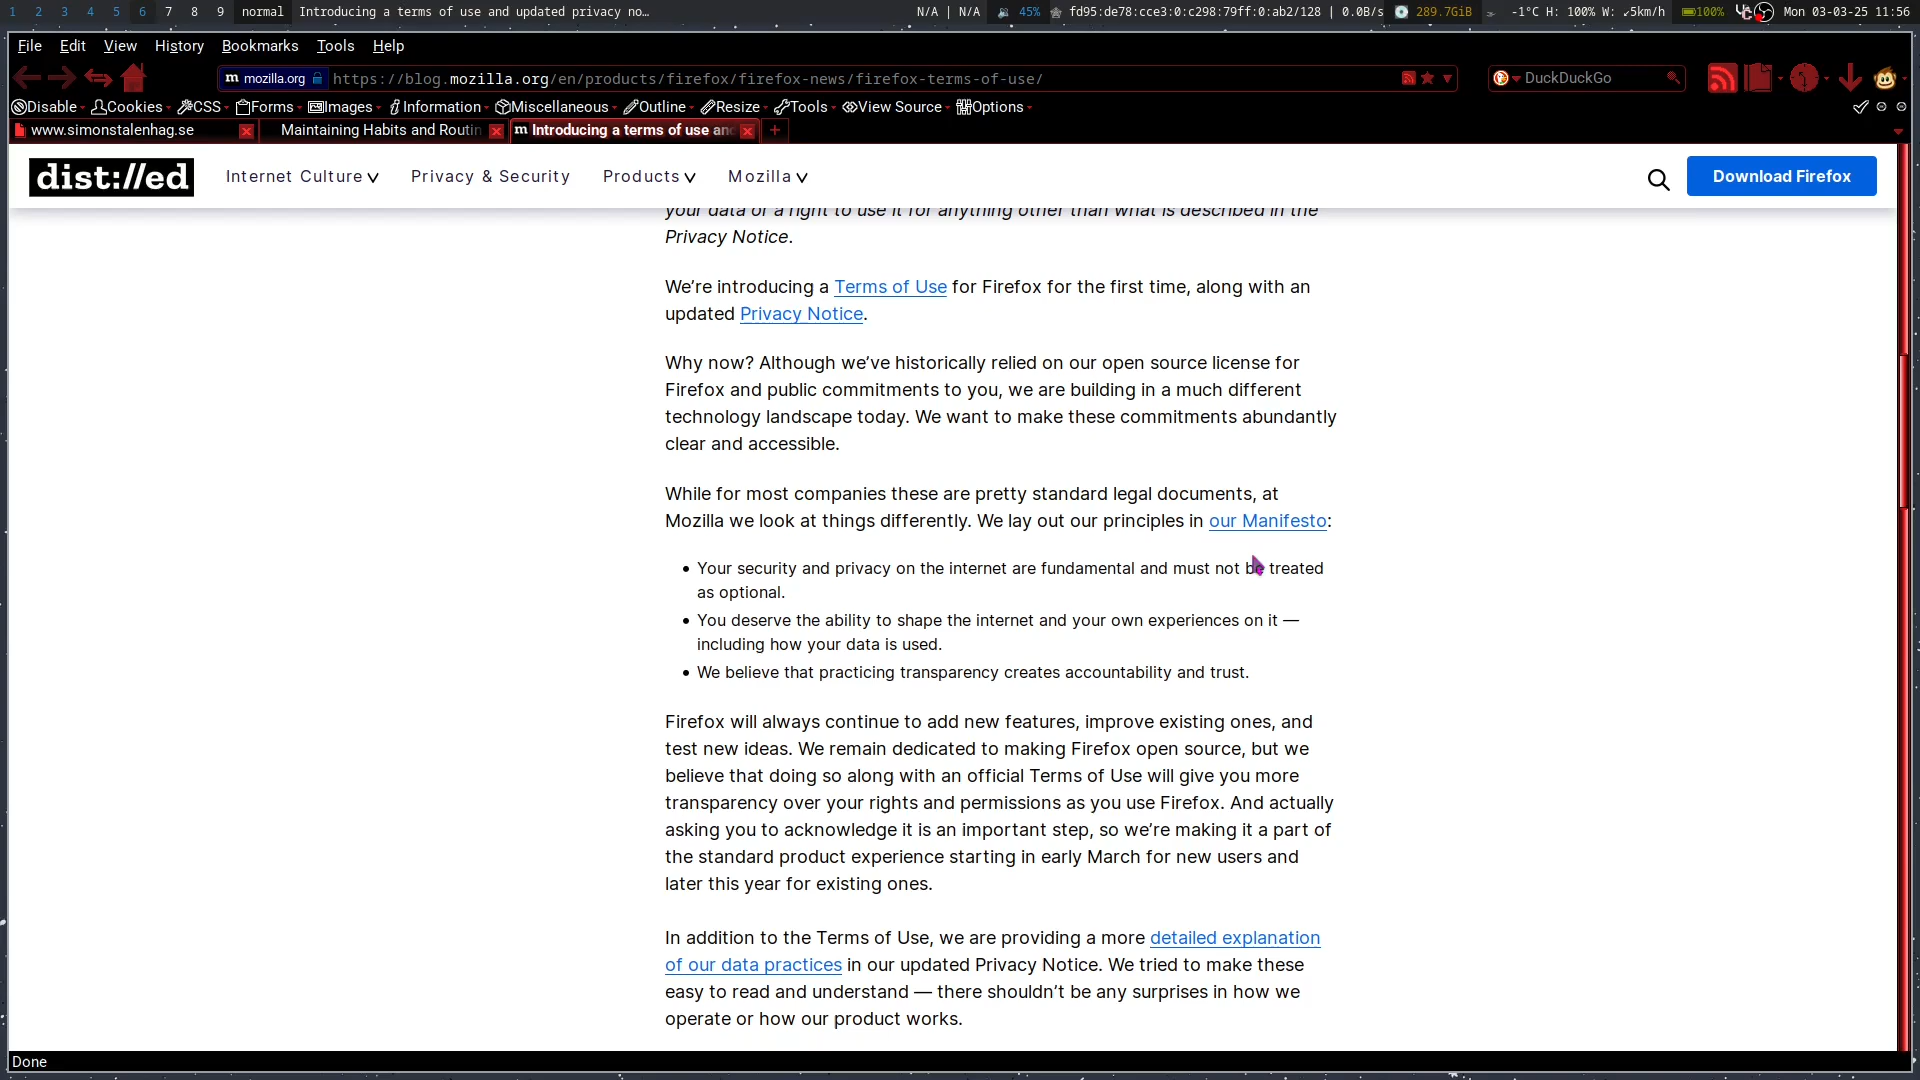 1 2 3 4 5 6 7 8 9 normal Introducing a terms of use and updated privacy no… N/A | N/A 45% fd95:de78:cce3:0:c298:79ff:0:ab2/128 | 0.0B/s 289.7GiB -1°C H: 100% W: ↙5km/h 100% Mon 03-03-25 11:56
File Edit View History Bookmarks Tools Help
m mozilla.org https://blog.mozilla.org/en/products/firefox/firefox-news/firefox-terms-of-use/ DuckDuckGo
Disable Cookies CSS Forms Images Information Miscellaneous Outline Resize Tools View Source Options
www.simonstalenhag.se Maintaining Habits and Routin m Introducing a terms of use and
dist://ed Internet Culture Privacy & Security Products Mozilla Download Firefox
your data or a right to use it for anything other than what is described in the
Privacy Notice.
We’re introducing a Terms of Use for Firefox for the first time, along with an
updated Privacy Notice.
Why now? Although we’ve historically relied on our open source license for
Firefox and public commitments to you, we are building in a much different
technology landscape today. We want to make these commitments abundantly
clear and accessible.
While for most companies these are pretty standard legal documents, at
Mozilla we look at things differently. We lay out our principles in our Manifesto:
• Your security and privacy on the internet are fundamental and must not be treated
as optional.
• You deserve the ability to shape the internet and your own experiences on it —
including how your data is used.
• We believe that practicing transparency creates accountability and trust.
Firefox will always continue to add new features, improve existing ones, and
test new ideas. We remain dedicated to making Firefox open source, but we
believe that doing so along with an official Terms of Use will give you more
transparency over your rights and permissions as you use Firefox. And actually
asking you to acknowledge it is an important step, so we’re making it a part of
the standard product experience starting in early March for new users and
later this year for existing ones.
In addition to the Terms of Use, we are providing a more detailed explanation
of our data practices in our updated Privacy Notice. We tried to make these
easy to read and understand — there shouldn’t be any surprises in how we
operate or how our product works.
Done